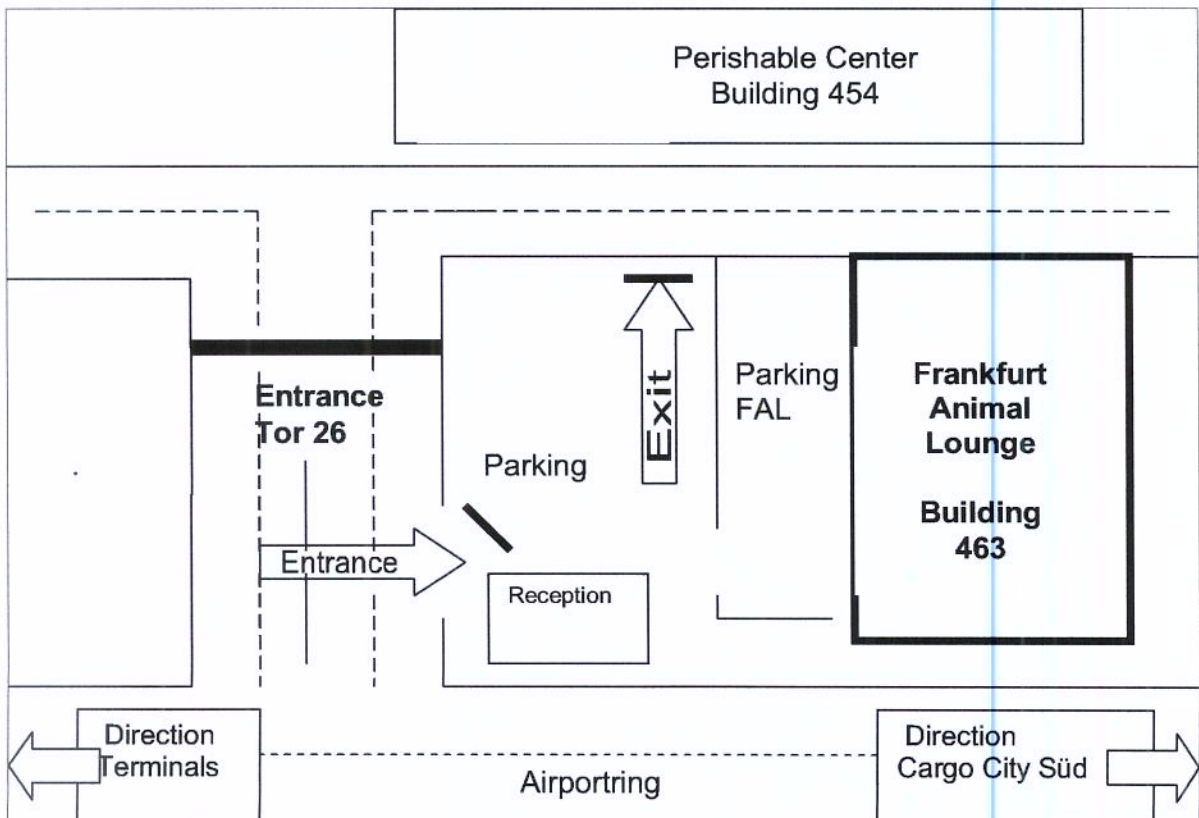 Perishable Center
Building 454
Entrance
Tor 26
Exit
Parking
FAL
Frankfurt
Animal
Lounge
Building
463
Parking
Entrance
Reception
Direction
Terminals
Airportring
Direction
Cargo City Süd